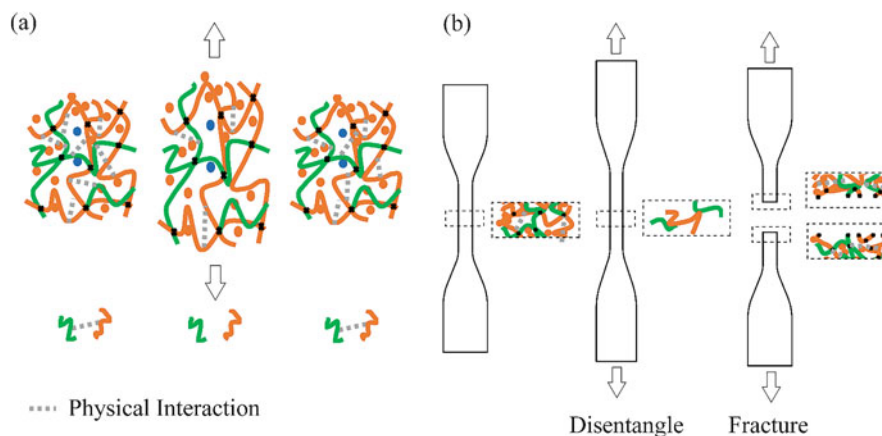 (a)
(b)
Physical Interaction
Disentangle
Fracture